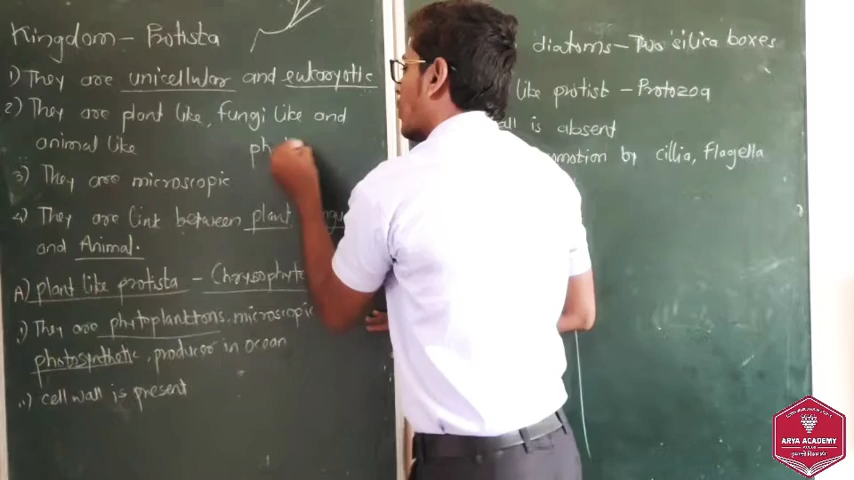 Kingdom - Protista
1) They are unicellular and eukaryotic
2) They are plant like, fungi like and
animal like
3) They are microscopic
4) They are link between plant
and Animal.
A) plant like protista - Chrysophyte
i) They are phytoplanktons, microscopic
photosynthetic, producer in ocean
ii) cell wall is present
diatoms - Two silica boxes
like protist - Protozoa
is absent
by cillia, Flagella
ARYA ACADEMY